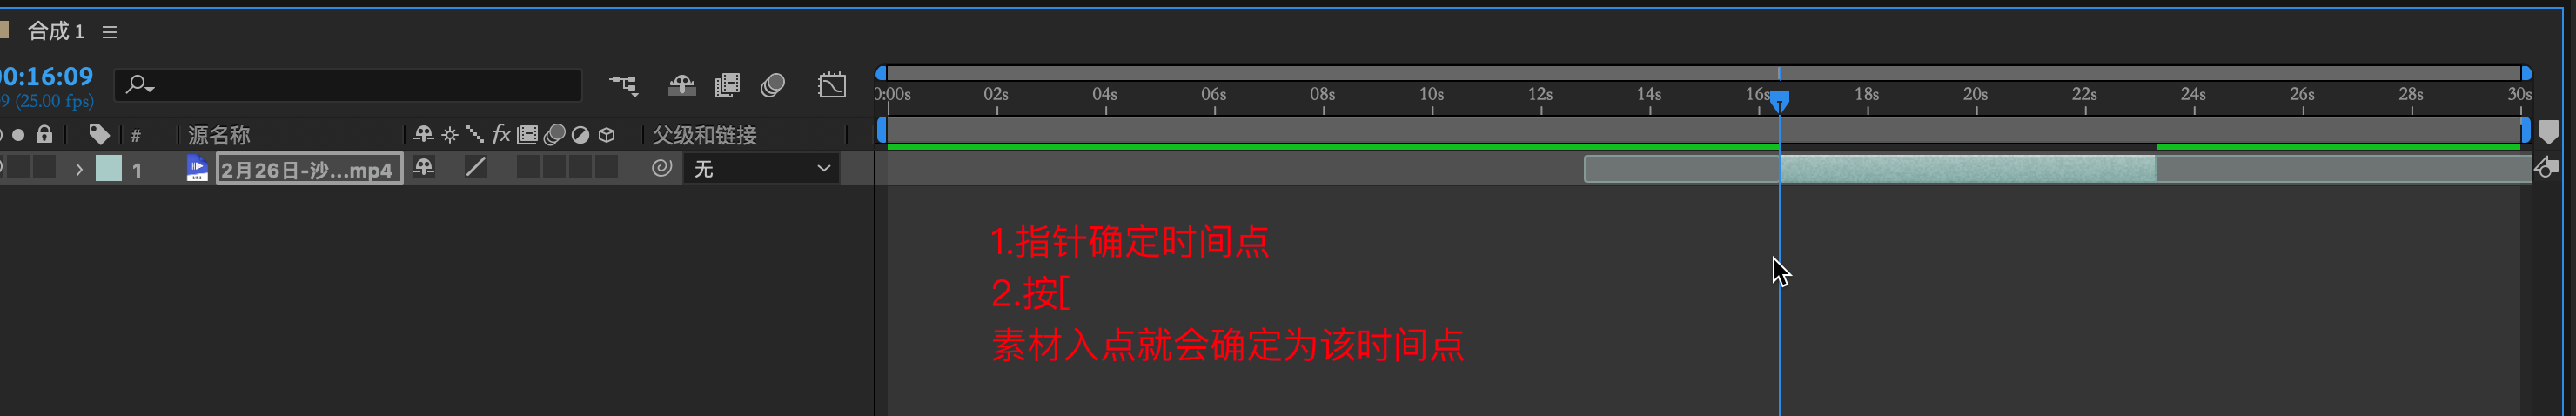 合成 1
0:16:09
9 (25.00 fps)
0:00s 02s 04s 06s 08s 10s 12s 14s 16s 18s 20s 22s 24s 26s 28s 30s
# 源名称 fx 父级和链接
1 2月26日-沙...mp4 无
1.指针确定时间点
2.按[
素材入点就会确定为该时间点